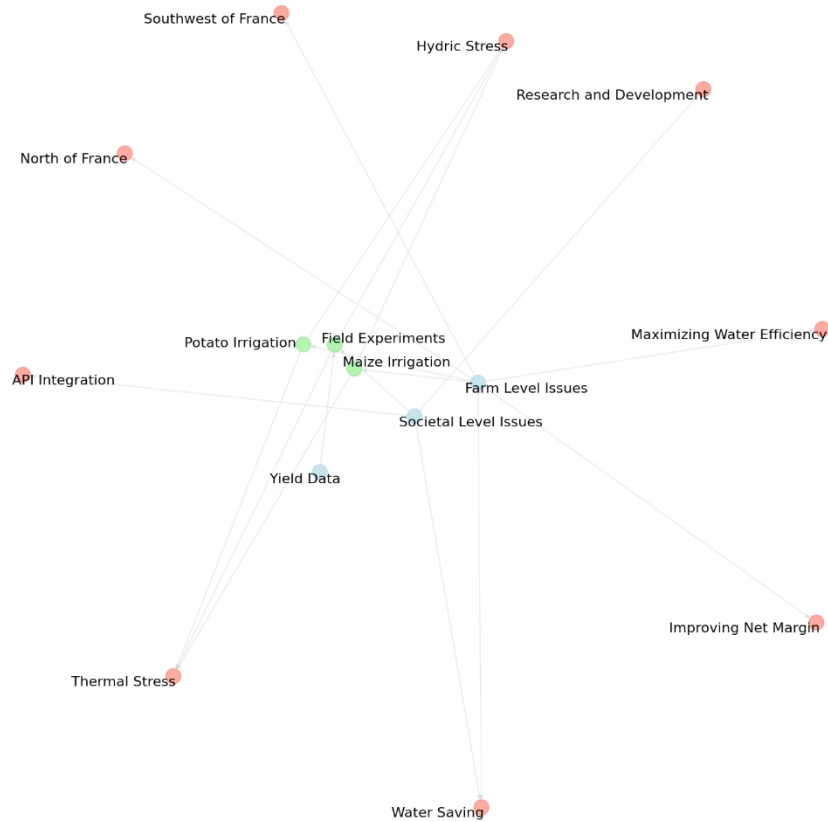 Southwest of France
Hydric Stress
Research and Development
North of France
Maximizing Water Efficiency
Field Experiments
Potato Irrigation
Maize Irrigation
API Integration
Farm Level Issues
Societal Level Issues
Yield Data
Improving Net Margin
Thermal Stress
Water Saving